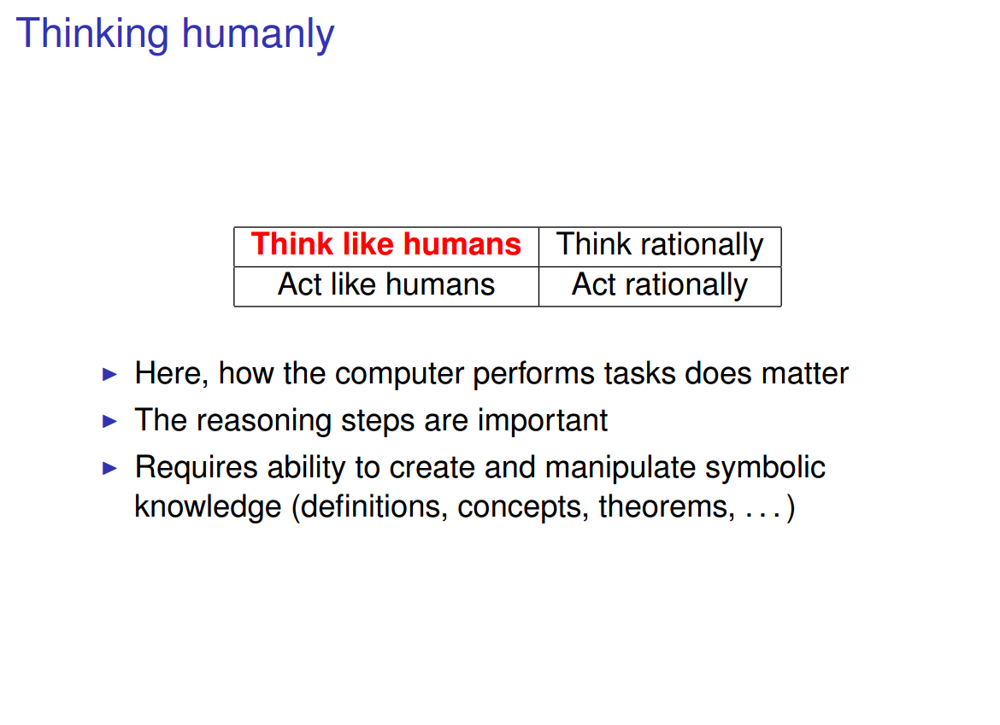 Thinking humanly
Think like humans Think rationally
Act like humans Act rationally
Here, how the computer performs tasks does matter
The reasoning steps are important
Requires ability to create and manipulate symbolic
knowledge (definitions, concepts, theorems, . . . )